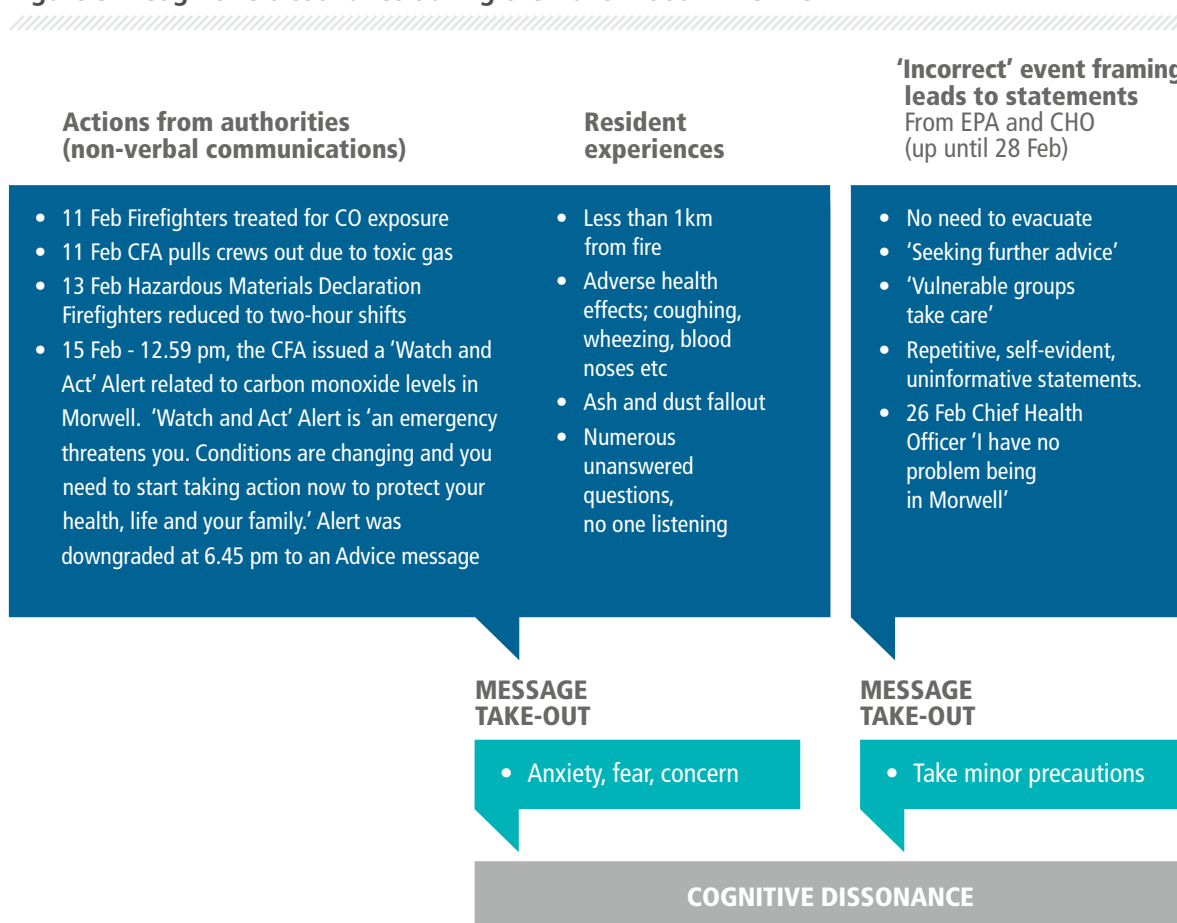 Actions from authorities
(non-verbal communications)
• 11 Feb Firefighters treated for CO exposure
• 11 Feb CFA pulls crews out due to toxic gas
• 13 Feb Hazardous Materials Declaration
Firefighters reduced to two-hour shifts
• 15 Feb - 12.59 pm, the CFA issued a 'Watch and
Act' Alert related to carbon monoxide levels in
Morwell. 'Watch and Act' Alert is 'an emergency
threatens you. Conditions are changing and you
need to start taking action now to protect your
health, life and your family.' Alert was
downgraded at 6.45 pm to an Advice message
Resident
experiences
• Less than 1km
from fire
• Adverse health
effects; coughing,
wheezing, blood
noses etc
• Ash and dust fallout
• Numerous
unanswered
questions,
no one listening
'Incorrect' event framing
leads to statements
From EPA and CHO
(up until 28 Feb)
• No need to evacuate
• 'Seeking further advice'
• 'Vulnerable groups
take care'
• Repetitive, self-evident,
uninformative statements.
• 26 Feb Chief Health
Officer 'I have no
problem being
in Morwell'
MESSAGE
TAKE-OUT
• Anxiety, fear, concern
MESSAGE
TAKE-OUT
• Take minor precautions
COGNITIVE DISSONANCE